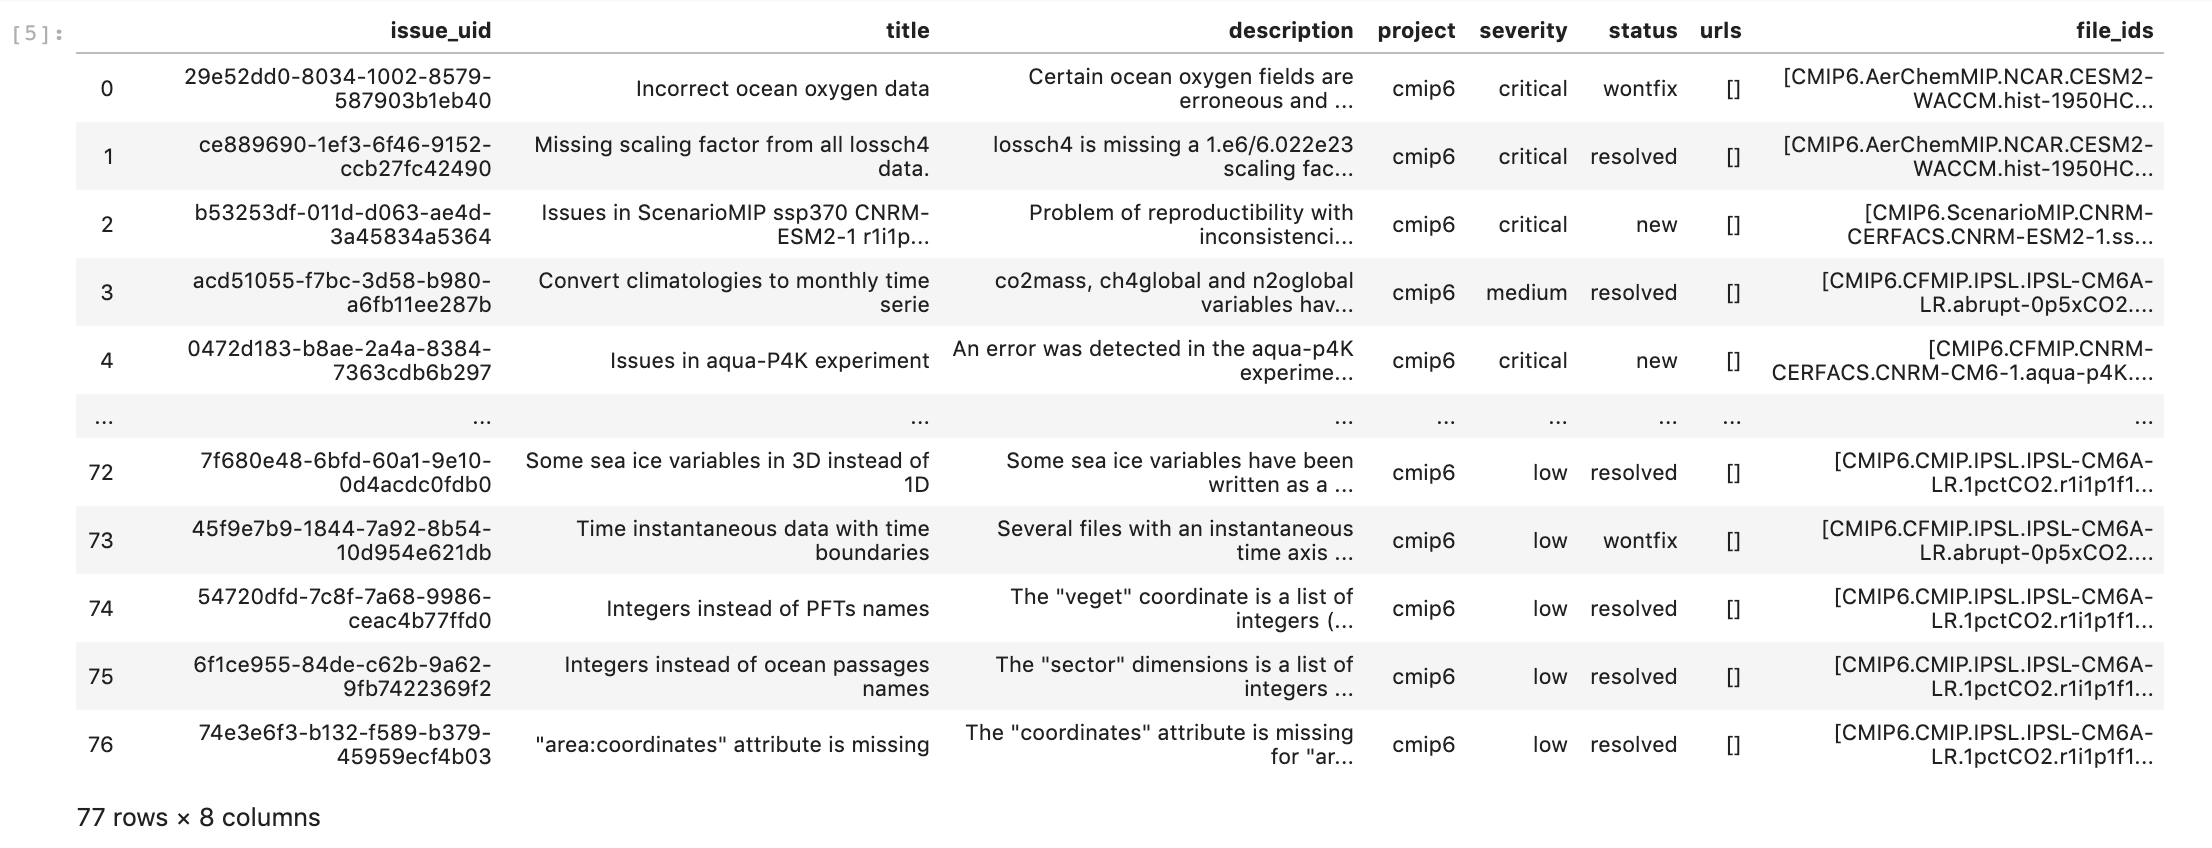 [5]:
issue_uid title description project severity status urls file_ids
0 29e52dd0-8034-1002-8579- Incorrect ocean oxygen data Certain ocean oxygen fields are cmip6 critical wontfix [] [CMIP6.AerChemMIP.NCAR.CESM2-
587903b1eb40 erroneous and ... WACCM.hist-1950HC...
1 ce889690-1ef3-6f46-9152- Missing scaling factor from all lossch4 lossch4 is missing a 1.e6/6.022e23 cmip6 critical resolved [] [CMIP6.AerChemMIP.NCAR.CESM2-
ccb27fc42490 data. scaling fac... WACCM.hist-1950HC...
2 b53253df-011d-d063-ae4d- Issues in ScenarioMIP ssp370 CNRM- Problem of reproductibility with cmip6 critical new [] [CMIP6.ScenarioMIP.CNRM-
3a45834a5364 ESM2-1 r1i1p... inconsistenci... CERFACS.CNRM-ESM2-1.ss...
3 acd51055-f7bc-3d58-b980- Convert climatologies to monthly time co2mass, ch4global and n2oglobal cmip6 medium resolved [] [CMIP6.CFMIP.IPSL.IPSL-CM6A-
a6fb11ee287b serie variables hav... LR.abrupt-0p5xCO2....
4 0472d183-b8ae-2a4a-8384- Issues in aqua-P4K experiment An error was detected in the aqua-p4K cmip6 critical new [] [CMIP6.CFMIP.CNRM-
7363cdb6b297 experime... CERFACS.CNRM-CM6-1.aqua-p4K....
... ... ... ... ... ... ... ... ...
72 7f680e48-6bfd-60a1-9e10- Some sea ice variables in 3D instead of Some sea ice variables have been cmip6 low resolved [] [CMIP6.CMIP.IPSL.IPSL-CM6A-
0d4acdc0fdb0 1D written as a ... LR.1pctCO2.r1i1p1f1...
73 45f9e7b9-1844-7a92-8b54- Time instantaneous data with time Several files with an instantaneous cmip6 low wontfix [] [CMIP6.CFMIP.IPSL.IPSL-CM6A-
10d954e621db boundaries time axis ... LR.abrupt-0p5xCO2....
74 54720dfd-7c8f-7a68-9986- Integers instead of PFTs names The "veget" coordinate is a list of cmip6 low resolved [] [CMIP6.CMIP.IPSL.IPSL-CM6A-
ceac4b77ffd0 integers (... LR.1pctCO2.r1i1p1f1...
75 6f1ce955-84de-c62b-9a62- Integers instead of ocean passages The "sector" dimensions is a list of cmip6 low resolved [] [CMIP6.CMIP.IPSL.IPSL-CM6A-
9fb7422369f2 names integers ... LR.1pctCO2.r1i1p1f1...
76 74e3e6f3-b132-f589-b379- "area:coordinates" attribute is missing The "coordinates" attribute is missing cmip6 low resolved [] [CMIP6.CMIP.IPSL.IPSL-CM6A-
45959ecf4b03 for "ar... LR.1pctCO2.r1i1p1f1...
77 rows × 8 columns